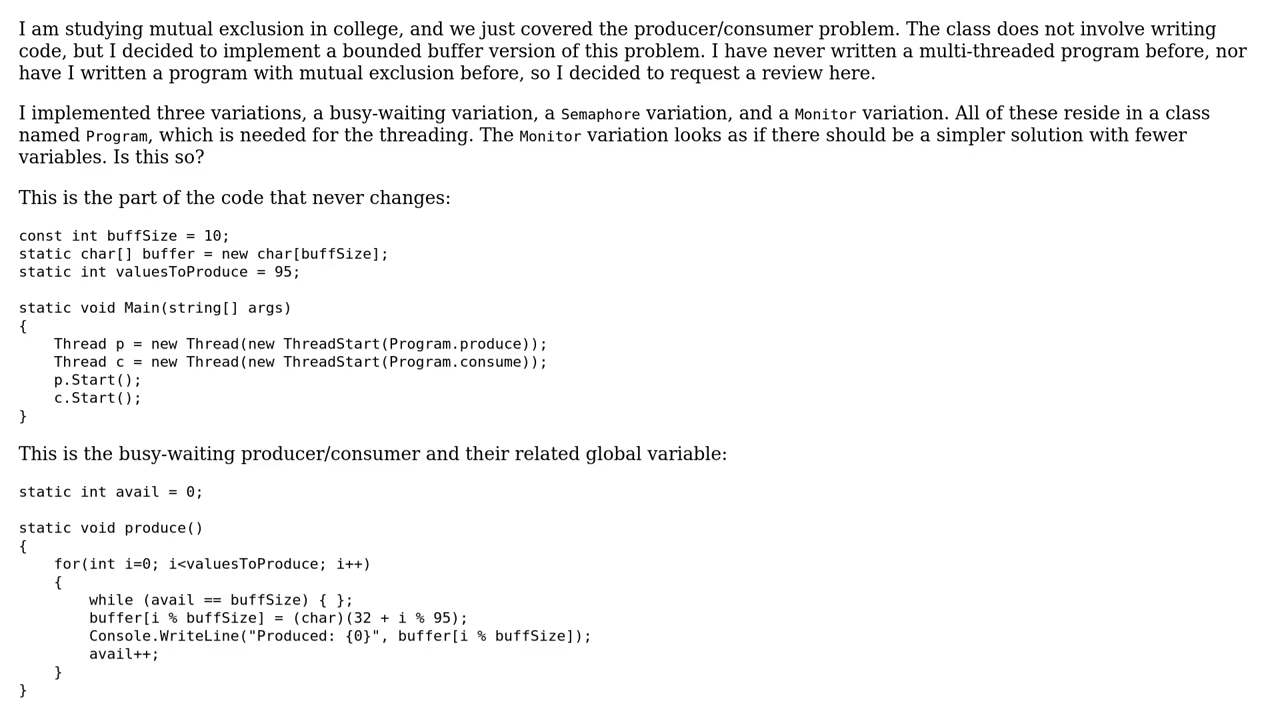 I am studying mutual exclusion in college, and we just covered the producer/consumer problem. The class does not involve writing
code, but I decided to implement a bounded buffer version of this problem. I have never written a multi-threaded program before, nor
have I written a program with mutual exclusion before, so I decided to request a review here.
I implemented three variations, a busy-waiting variation, a Semaphore variation, and a Monitor variation. All of these reside in a class
named Program, which is needed for the threading. The Monitor variation looks as if there should be a simpler solution with fewer
variables. Is this so?
This is the part of the code that never changes:
const int buffSize = 10;
static char[] buffer = new char[buffSize];
static int valuesToProduce = 95;
static void Main(string[] args)
{
    Thread p = new Thread(new ThreadStart(Program.produce));
    Thread c = new Thread(new ThreadStart(Program.consume));
    p.Start();
    c.Start();
}
This is the busy-waiting producer/consumer and their related global variable:
static int avail = 0;
static void produce()
{
    for(int i=0; i<valuesToProduce; i++)
    {
        while (avail == buffSize) { };
        buffer[i % buffSize] = (char)(32 + i % 95);
        Console.WriteLine("Produced: {0}", buffer[i % buffSize]);
        avail++;
    }
}